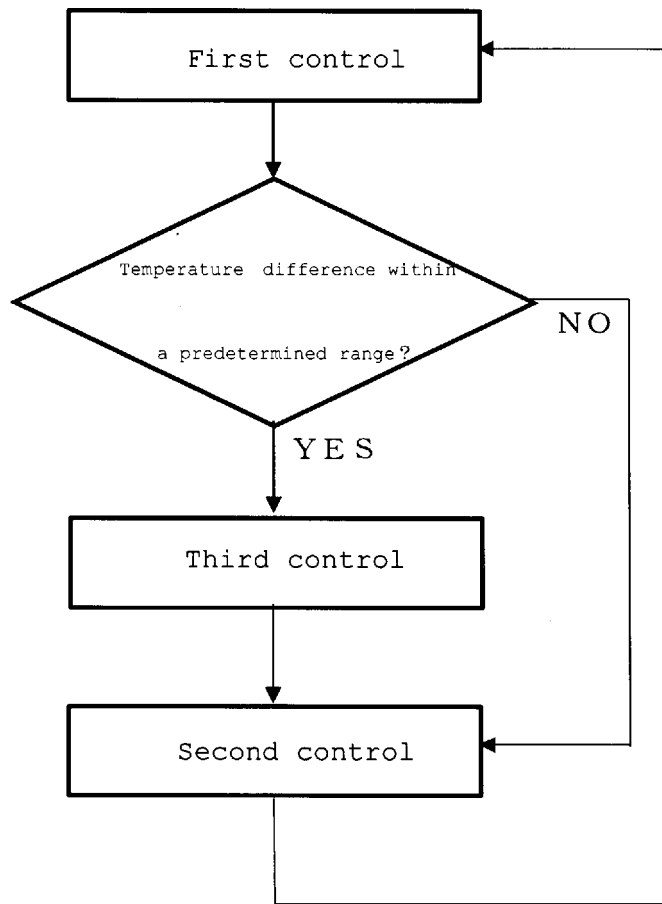 First control
Temperature difference within
a predetermined range?
NO
YES
Third control
Second control